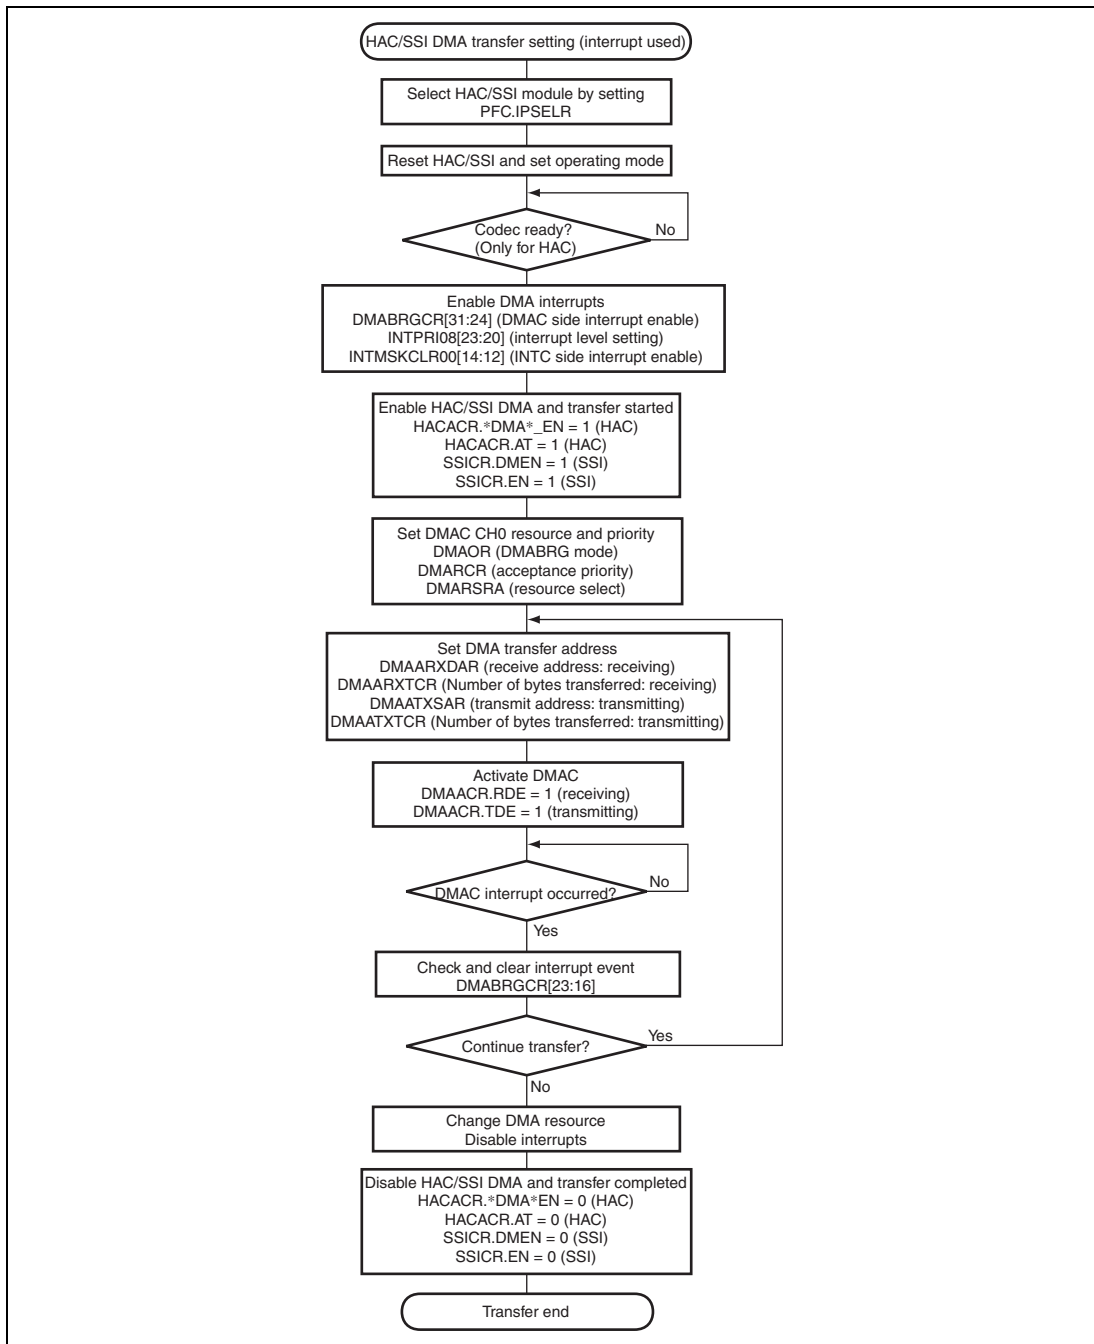 HAC/SSI DMA transfer setting (interrupt used)
Select HAC/SSI module by setting
PFC.IPSELR
Reset HAC/SSI and set operating mode
Codec ready?
(Only for HAC)
No
Enable DMA interrupts
DMABRGCR[31:24] (DMAC side interrupt enable)
INTPRI08[23:20] (interrupt level setting)
INTMSKCLR00[14:12] (INTC side interrupt enable)
Enable HAC/SSI DMA and transfer started
HACACR.*DMA*_EN = 1 (HAC)
HACACR.AT = 1 (HAC)
SSICR.DMEN = 1 (SSI)
SSICR.EN = 1 (SSI)
Set DMAC CH0 resource and priority
DMAOR (DMABRG mode)
DMARCR (acceptance priority)
DMARSRA (resource select)
Set DMA transfer address
DMAARXDAR (receive address: receiving)
DMAARXTCR (Number of bytes transferred: receiving)
DMAATXSAR (transmit address: transmitting)
DMAATXTCR (Number of bytes transferred: transmitting)
Activate DMAC
DMAACR.RDE = 1 (receiving)
DMAACR.TDE = 1 (transmitting)
DMAC interrupt occurred?
No
Yes
Check and clear interrupt event
DMABRGCR[23:16]
Continue transfer?
Yes
No
Change DMA resource
Disable interrupts
Disable HAC/SSI DMA and transfer completed
HACACR.*DMA*EN = 0 (HAC)
HACACR.AT = 0 (HAC)
SSICR.DMEN = 0 (SSI)
SSICR.EN = 0 (SSI)
Transfer end